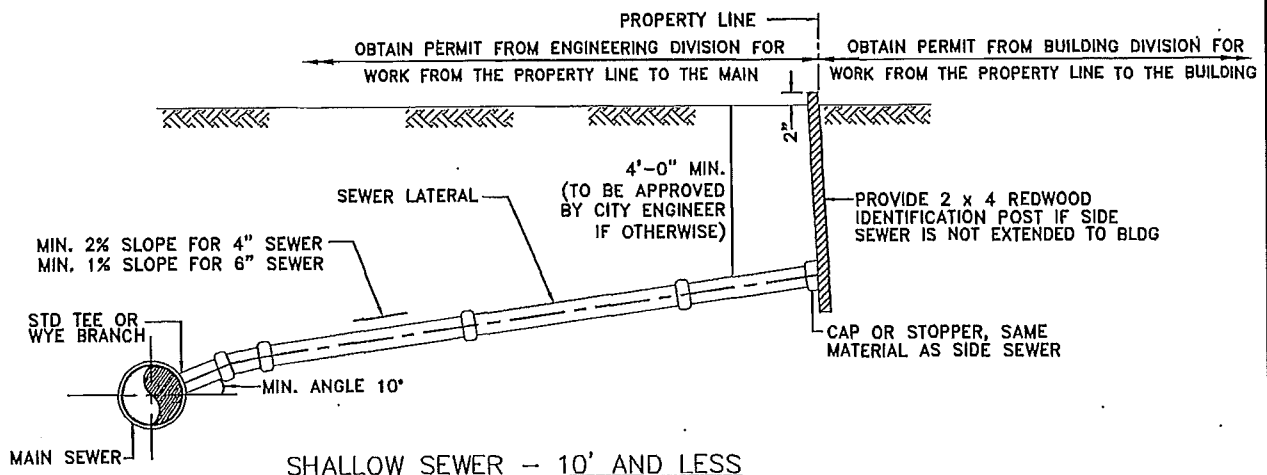 PROPERTY LINE
OBTAIN PERMIT FROM ENGINEERING DIVISION FOR
WORK FROM THE PROPERTY LINE TO THE MAIN
OBTAIN PERMIT FROM BUILDING DIVISION FOR
WORK FROM THE PROPERTY LINE TO THE BUILDING
2"
4'-0" MIN.
(TO BE APPROVED
BY CITY ENGINEER
IF OTHERWISE)
SEWER LATERAL
PROVIDE 2 x 4 REDWOOD
IDENTIFICATION POST IF SIDE
SEWER IS NOT EXTENDED TO BLDG
MIN. 2% SLOPE FOR 4" SEWER
MIN. 1% SLOPE FOR 6" SEWER
STD TEE OR
WYE BRANCH
CAP OR STOPPER, SAME
MATERIAL AS SIDE SEWER
MIN. ANGLE 10°
MAIN SEWER
SHALLOW SEWER - 10' AND LESS